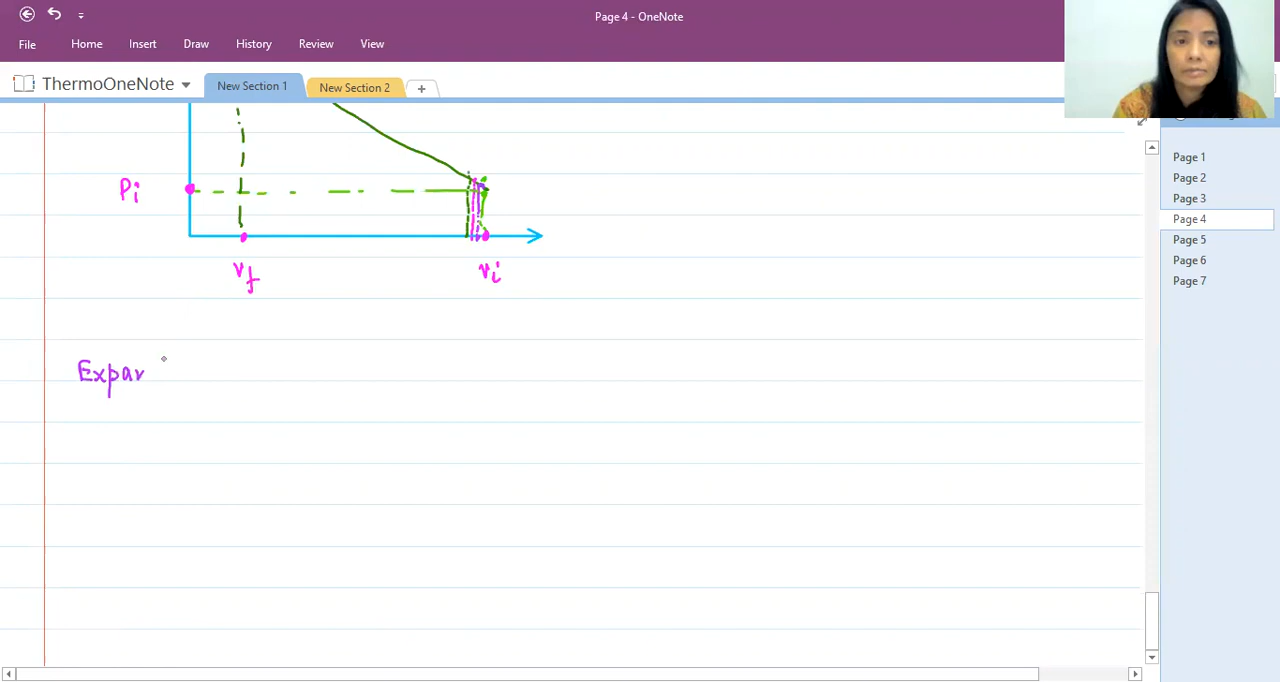 Page 4 - OneNote
File Home Insert Draw History Review View
ThermoOneNote New Section 1 New Section 2 +
Page 1
Page 2
Page 3
Page 4
Page 5
Page 6
Page 7
Pi
Vf Vi
Expan